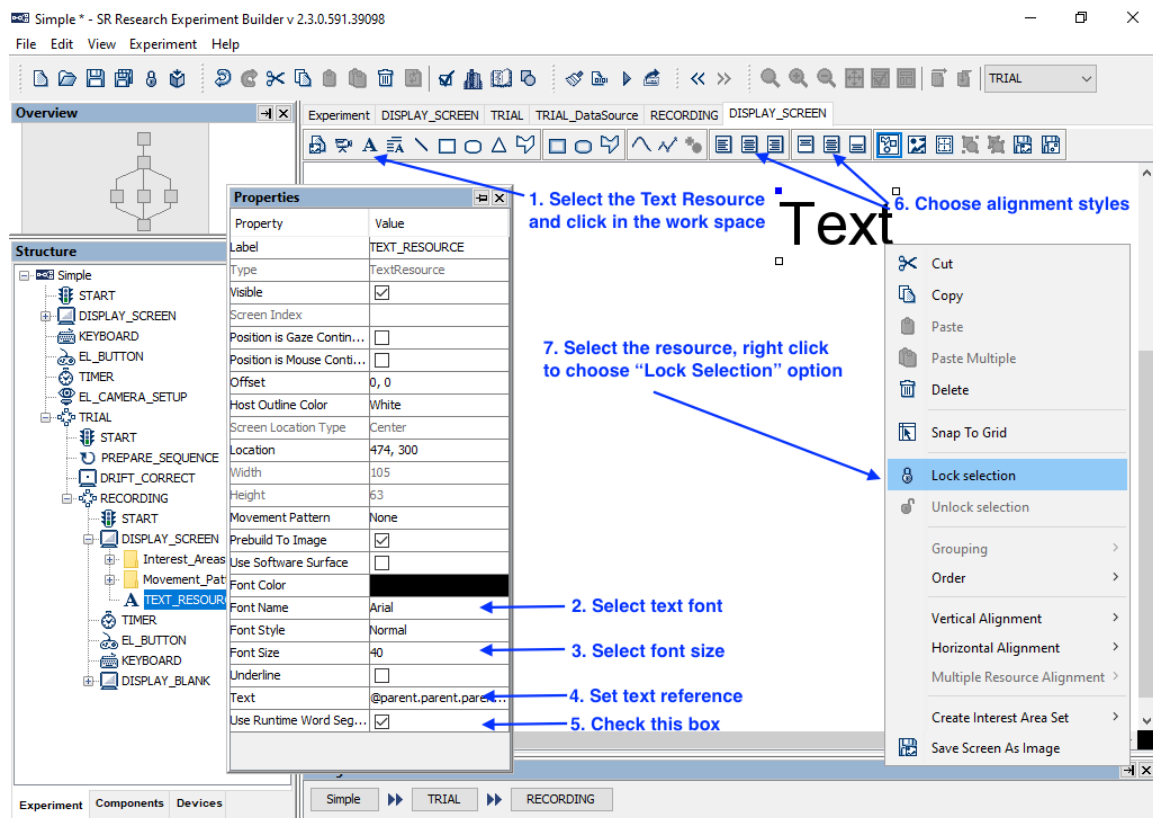 Simple * - SR Research Experiment Builder v 2.3.0.591.39098
File Edit View Experiment Help
TRIAL
Overview
Experiment DISPLAY_SCREEN TRIAL TRIAL_DataSource RECORDING DISPLAY_SCREEN
A A
Structure
Simple
START
DISPLAY_SCREEN
KEYBOARD
EL_BUTTON
TIMER
EL_CAMERA_SETUP
TRIAL
START
PREPARE_SEQUENCE
DRIFT_CORRECT
RECORDING
START
DISPLAY_SCREEN
Interest_Areas
Movement_Pat
A TEXT_RESOUR
TIMER
EL_BUTTON
KEYBOARD
DISPLAY_BLANK
Experiment Components Devices
Properties
Property Value
Label TEXT_RESOURCE
Type TextResource
Visible
Screen Index
Position is Gaze Contin...
Position is Mouse Conti...
Offset 0, 0
Host Outline Color White
Screen Location Type Center
Location 474, 300
Width 105
Height 63
Movement Pattern None
Prebuild To Image
Use Software Surface
Font Color
Font Name Arial
Font Style Normal
Font Size 40
Underline
Text @parent.parent.paren...
Use Runtime Word Seg...
1. Select the Text Resource
and click in the work space
Text
6. Choose alignment styles
7. Select the resource, right click
to choose “Lock Selection” option
2. Select text font
3. Select font size
4. Set text reference
5. Check this box
Cut
Copy
Paste
Paste Multiple
Delete
Snap To Grid
Lock selection
Unlock selection
Grouping
Order
Vertical Alignment
Horizontal Alignment
Multiple Resource Alignment
Create Interest Area Set
Save Screen As Image
Simple TRIAL RECORDING